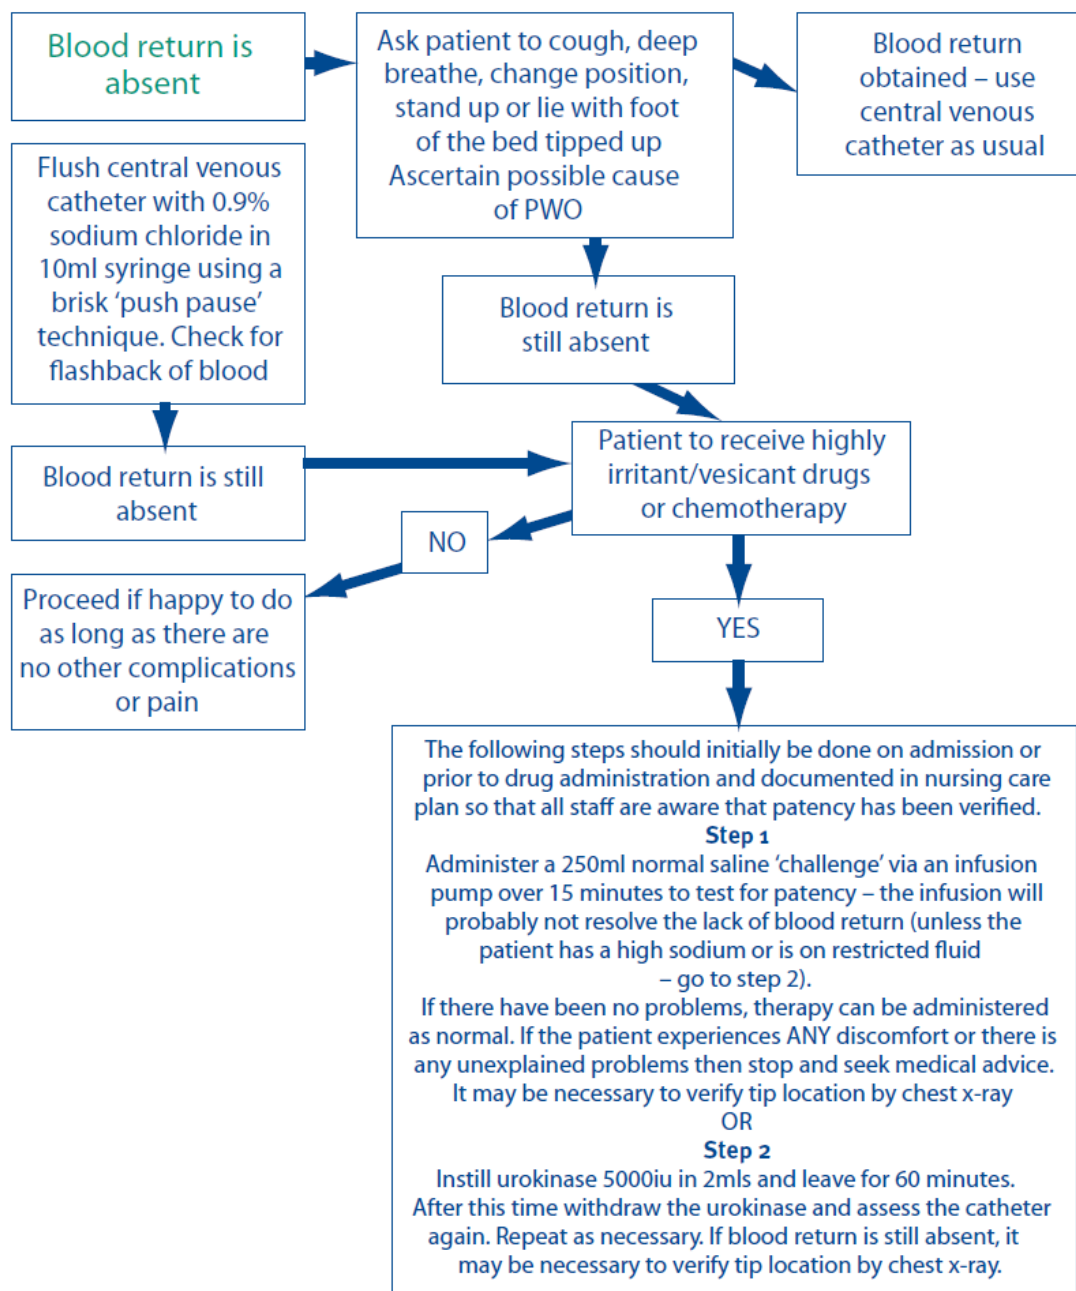 Blood return is
absent
Ask patient to cough, deep
breathe, change position,
stand up or lie with foot
of the bed tipped up
Ascertain possible cause
of PWO
Blood return
obtained – use
central venous
catheter as usual
Flush central venous
catheter with 0.9%
sodium chloride in
10ml syringe using a
brisk ‘push pause’
technique. Check for
flashback of blood
Blood return is
still absent
Blood return is still
absent
Patient to receive highly
irritant/vesicant drugs
or chemotherapy
NO
Proceed if happy to do
as long as there are
no other complications
or pain
YES
The following steps should initially be done on admission or
prior to drug administration and documented in nursing care
plan so that all staff are aware that patency has been verified.
Step 1
Administer a 250ml normal saline ‘challenge’ via an infusion
pump over 15 minutes to test for patency – the infusion will
probably not resolve the lack of blood return (unless the
patient has a high sodium or is on restricted fluid
– go to step 2).
If there have been no problems, therapy can be administered
as normal. If the patient experiences ANY discomfort or there is
any unexplained problems then stop and seek medical advice.
It may be necessary to verify tip location by chest x-ray
OR
Step 2
Instill urokinase 5000iu in 2mls and leave for 60 minutes.
After this time withdraw the urokinase and assess the catheter
again. Repeat as necessary. If blood return is still absent, it
may be necessary to verify tip location by chest x-ray.